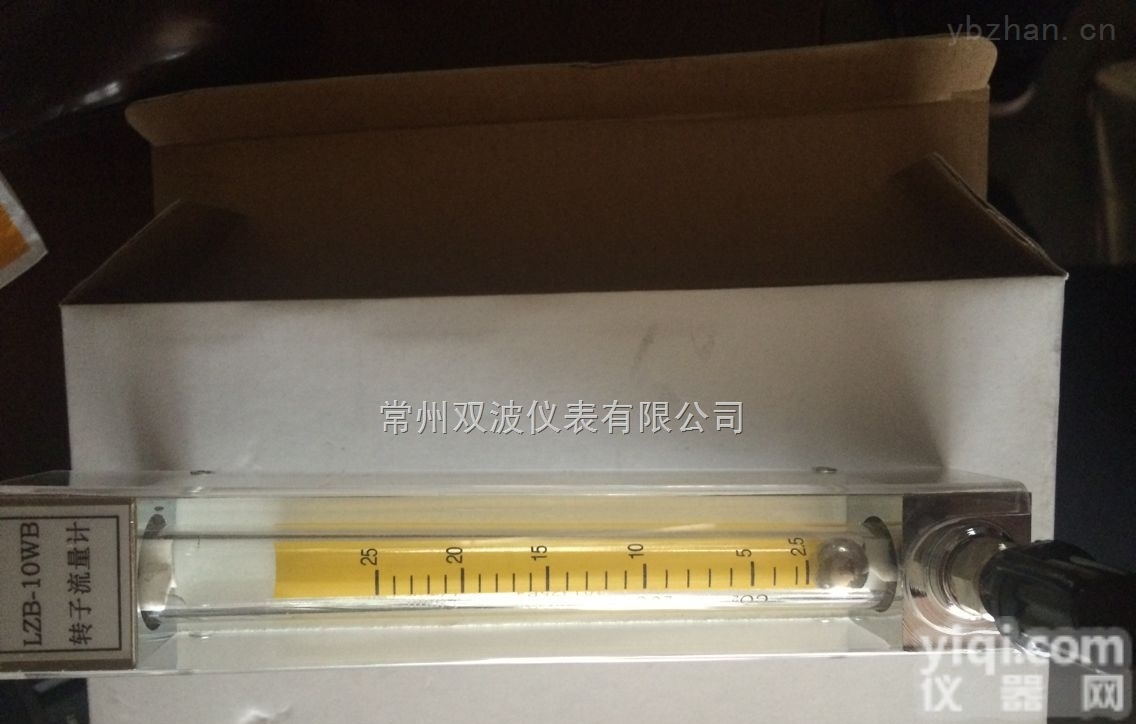 ybzhan.cn
常州双波仪表有限公司
LZB-10WB
转子流量计
25
20
15
10
5
2.5
yiqi.com
仪器网